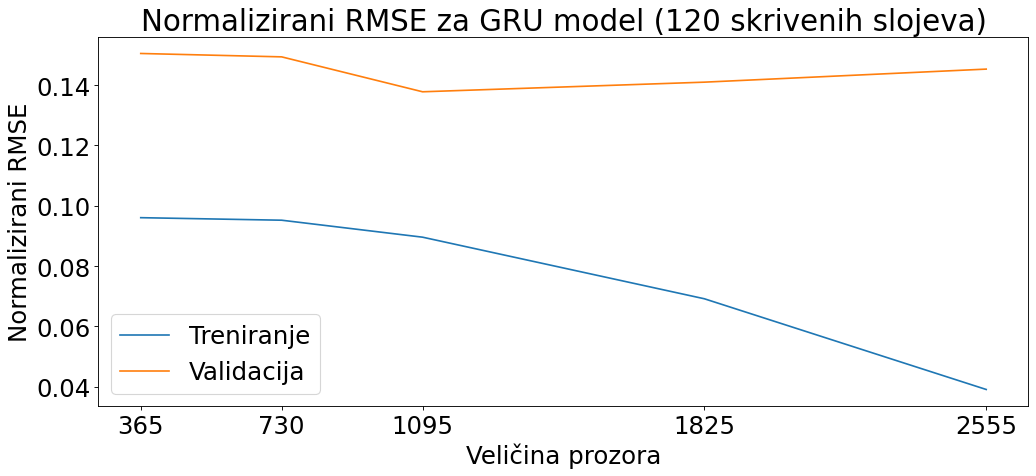 Normalizirani RMSE za GRU model (120 skrivenih slojeva)
Normalizirani RMSE
0.14
0.12
0.10
0.08
0.06
0.04
Treniranje
Validacija
365 730 1095 1825 2555
Veličina prozora